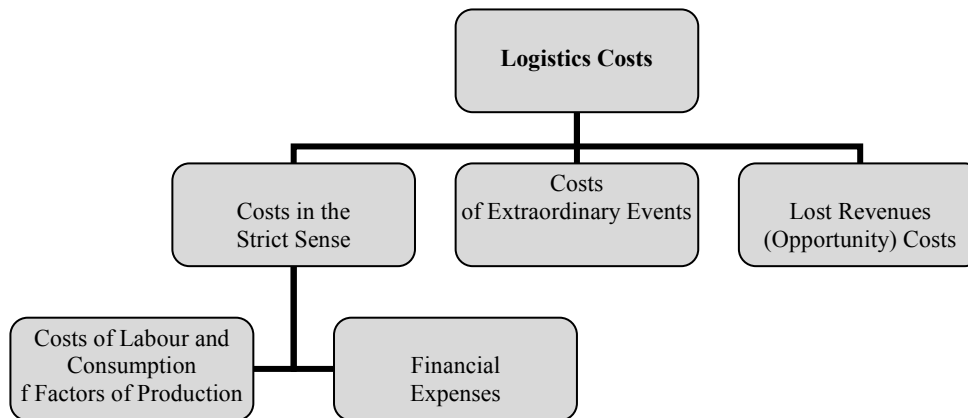 Logistics Costs
Costs in the
Strict Sense
Costs
of Extraordinary Events
Lost Revenues
(Opportunity) Costs
Costs of Labour and
Consumption
f Factors of Production
Financial
Expenses